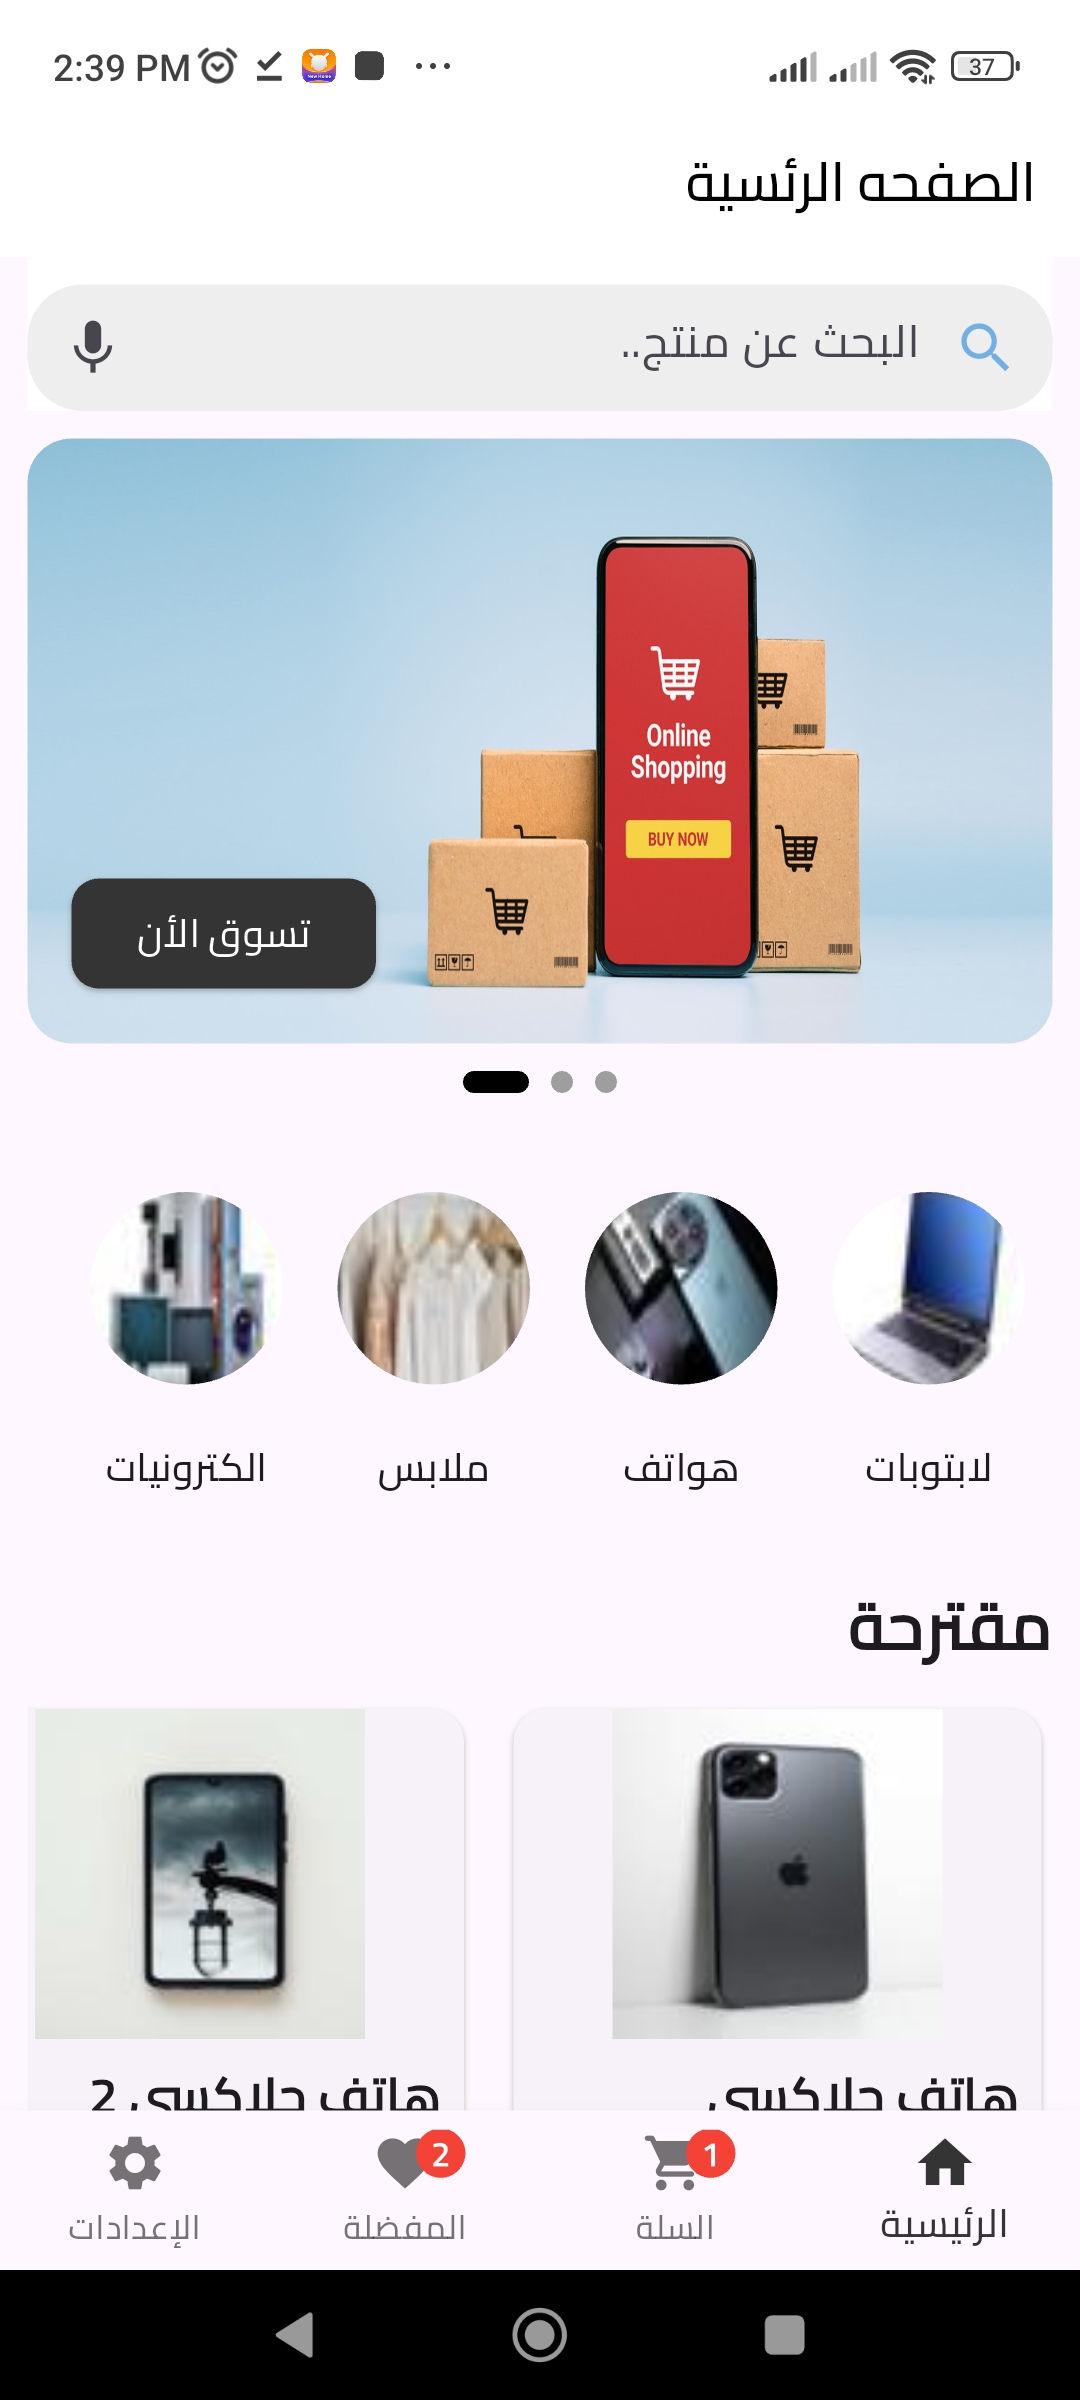 2:39 PM
37
الصفحه الرئسية
البحث عن منتج..
Online
Shopping
BUY NOW
تسوق الأن
لابتوبات
هواتف
ملابس
الكترونيات
مقترحة
هاتف جلاكسي
هاتف جلاكسي 2
الرئيسية
1
السلة
2
المفضلة
الإعدادات